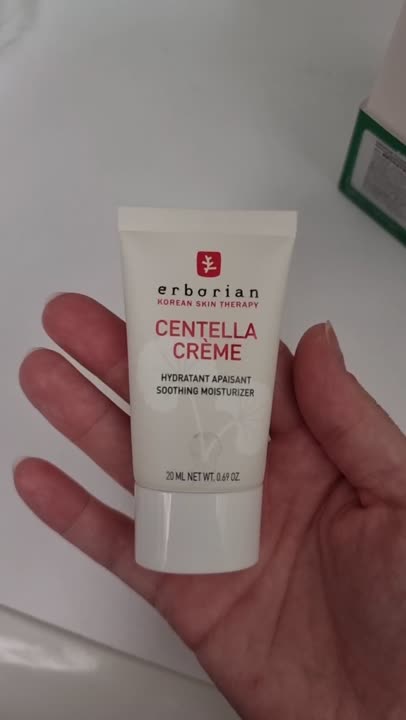 erborian
KOREAN SKIN THERAPY
CENTELLA
CRÈME
HYDRATANT APAISANT
SOOTHING MOISTURIZER
20 ML NET WT. 0.69 OZ.